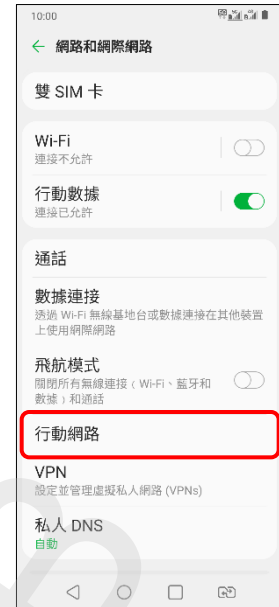 10:00
網路和網際網路
雙 SIM 卡
Wi-Fi
連接不允許
行動數據
連接已允許
通話
數據連接
透過 Wi-Fi 無線基地台或數據連接在其他裝置
上使用網際網路
飛航模式
關閉所有無線連接﹙Wi-Fi、藍牙和
數據﹚和通話
行動網路
VPN
設定並管理虛擬私人網路 (VPNs)
私人 DNS
自動